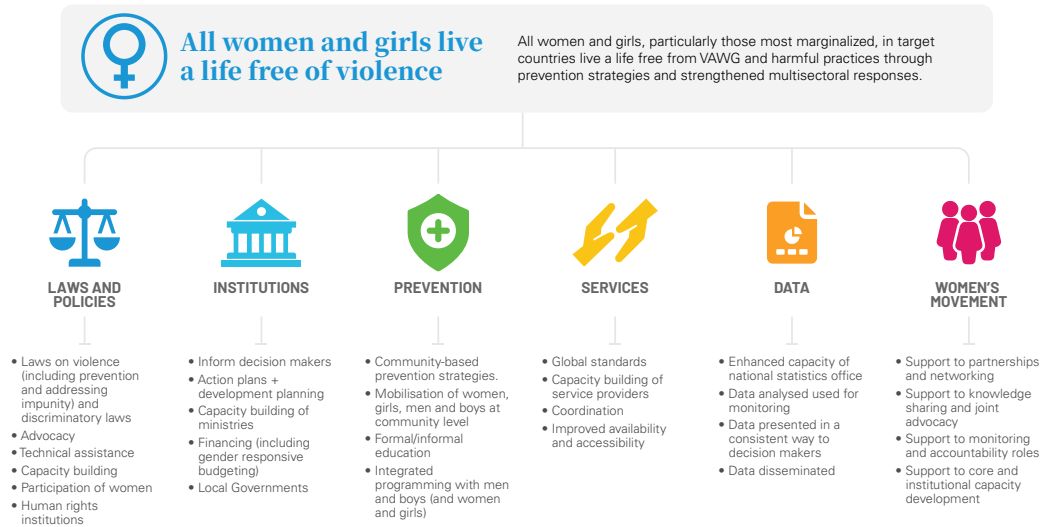 All women and girls live
a life free of violence
All women and girls, particularly those most marginalized, in target
countries live a life free from VAWG and harmful practices through
prevention strategies and strengthened multisectoral responses.
LAWS AND
POLICIES
• Laws on violence
(including prevention
and addressing
impunity) and
discriminatory laws
• Advocacy
• Technical assistance
• Capacity building
• Participation of women
• Human rights
institutions
INSTITUTIONS
• Inform decision makers
• Action plans +
development planning
• Capacity building of
ministries
• Financing (including
gender responsive
budgeting)
• Local Governments
PREVENTION
• Community-based
prevention strategies.
• Mobilisation of women,
girls, men and boys at
community level
• Formal/informal
education
• Integrated
programming with men
and boys (and women
and girls)
SERVICES
• Global standards
• Capacity building of
service providers
• Coordination
• Improved availability
and accessibility
DATA
• Enhanced capacity of
national statistics office
• Data analysed used for
monitoring
• Data presented in a
consistent way to
decision makers
• Data disseminated
WOMEN'S
MOVEMENT
• Support to partnerships
and networking
• Support to knowledge
sharing and joint
advocacy
• Support to monitoring
and accountability roles
• Support to core and
institutional capacity
development